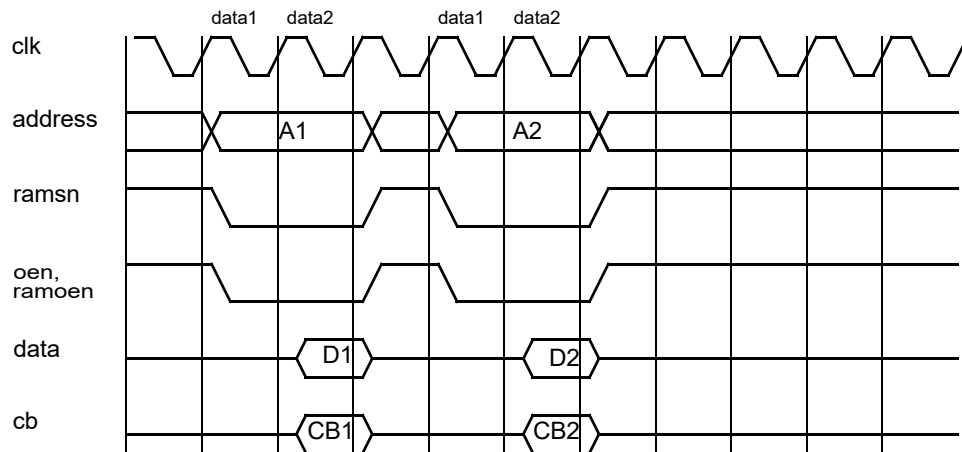 data1 data2 data1 data2
clk
address A1 A2
ramsn
oen,
ramoen
data D1 D2
cb CB1 CB2